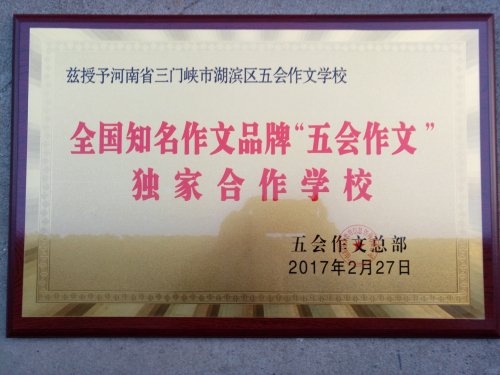 兹授予河南省三门峡市湖滨区五会作文学校
全国知名作文品牌“五会作文”
独家合作学校
五会作文总部
2017年2月27日